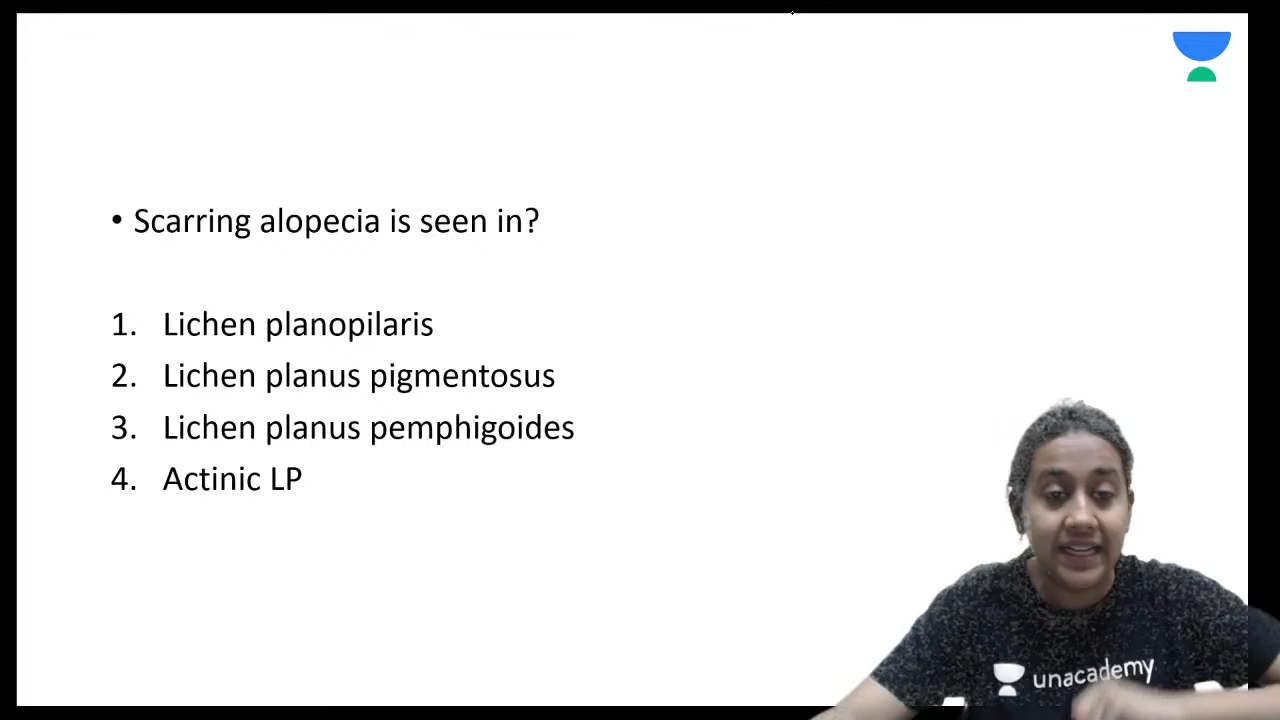 • Scarring alopecia is seen in?
1. Lichen planopilaris
2. Lichen planus pigmentosus
3. Lichen planus pemphigoides
4. Actinic LP
unacademy